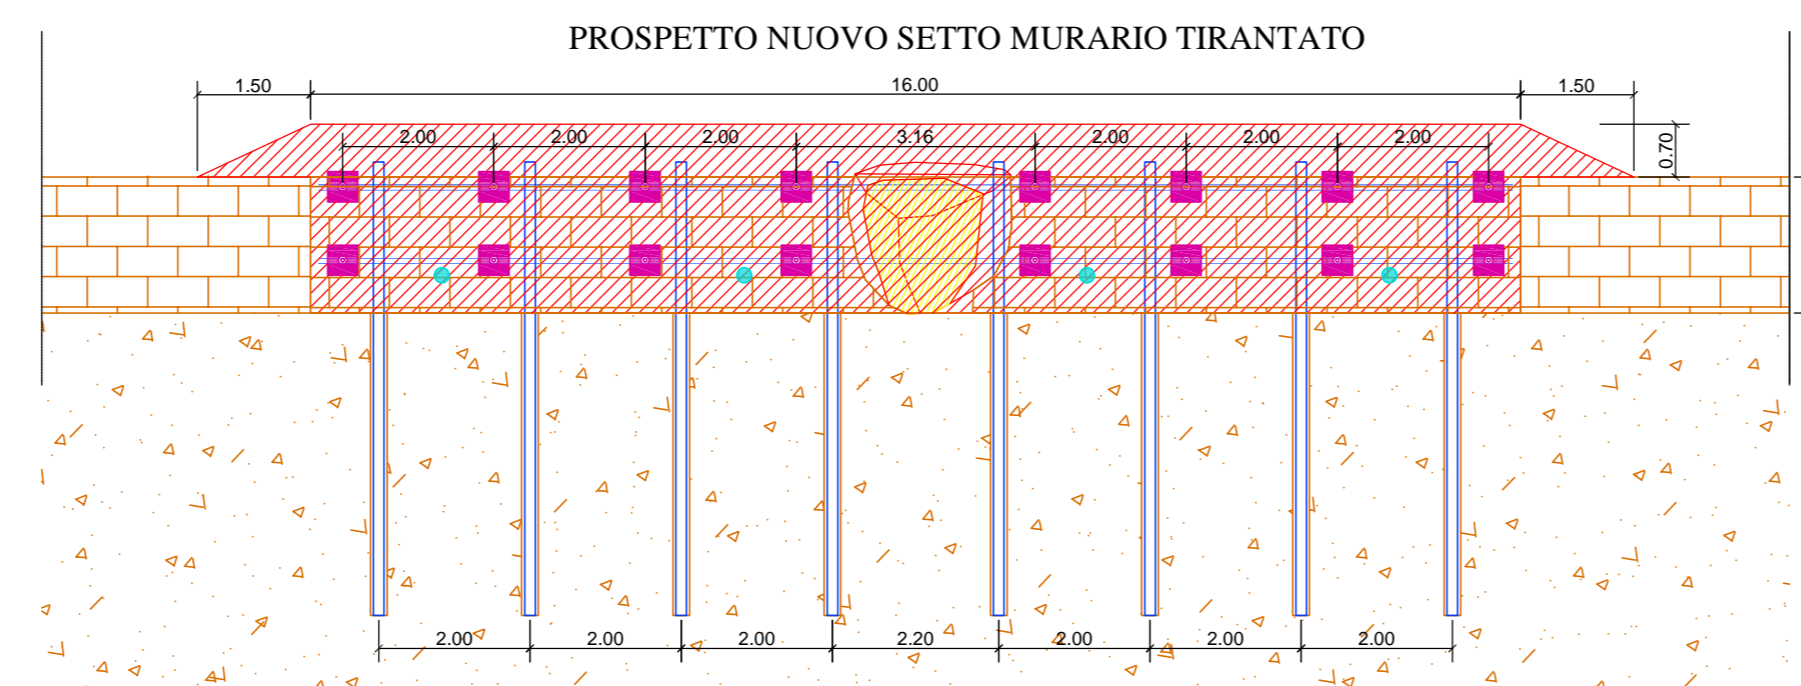 PROSPETTO NUOVO SETTO MURARIO TIRANTATO
1.50 16.00 1.50
2.00 2.00 2.00 3.16 2.00 2.00 2.00
0.70
2.00 2.00 2.00 2.20 2.00 2.00 2.00